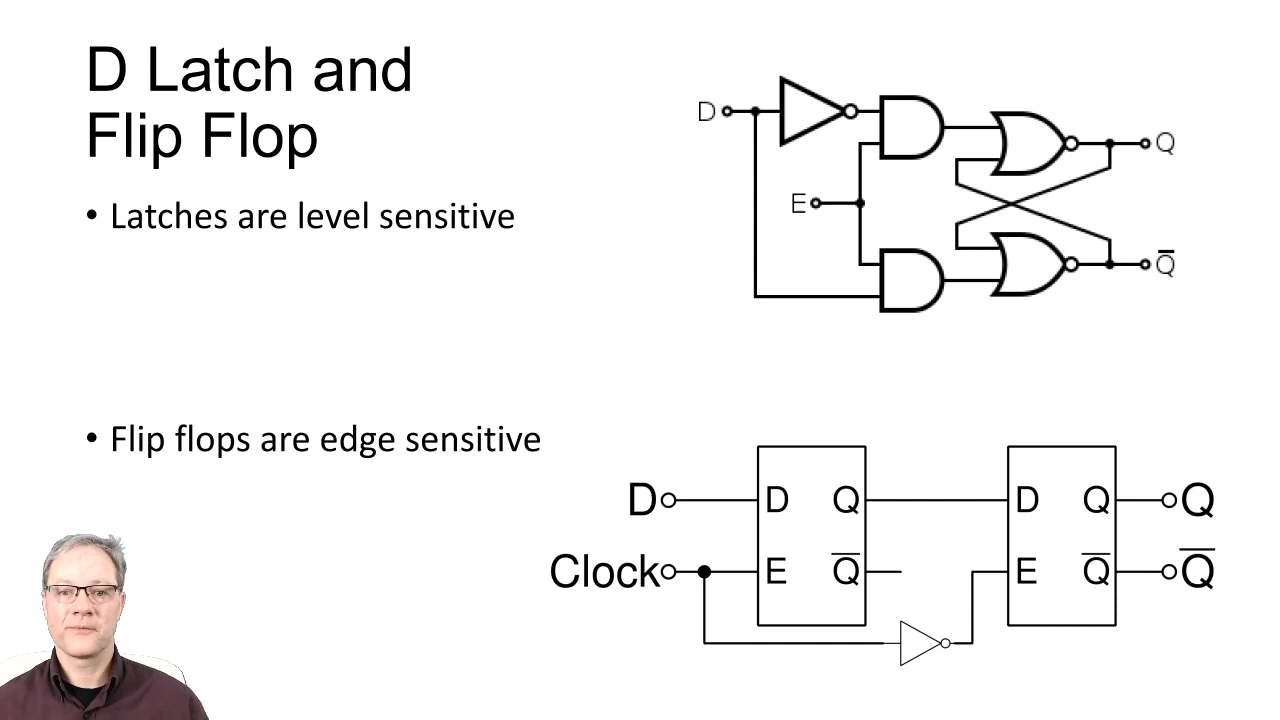 D Latch and
Flip Flop
• Latches are level sensitive
D
E
Q
Q̅
• Flip flops are edge sensitive
D
D Q
D Q
Q
Clock
E Q̅
E Q̅
Q̅